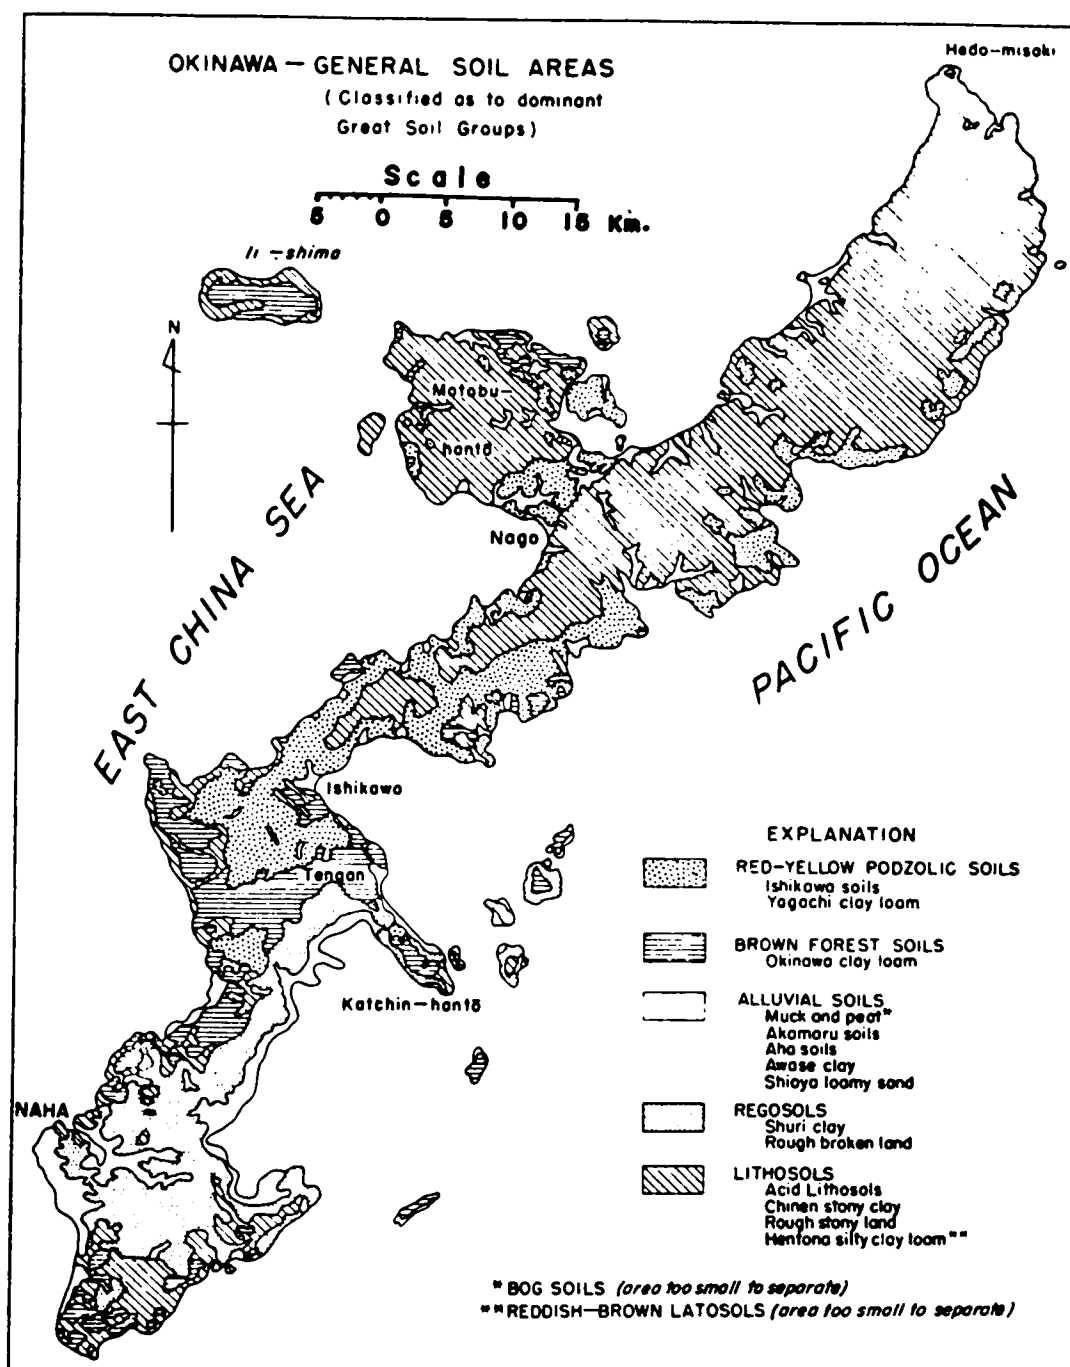 Hedo-misaki
OKINAWA — GENERAL SOIL AREAS
(Classified as to dominant
Great Soil Groups)
Scale
5 0 5 10 15 Km.
Ii-shima
N
Motobu-
hantō
EAST CHINA SEA
Nago
PACIFIC OCEAN
Ishikawa
Tengan
Katchin-hantō
NAHA
EXPLANATION
RED-YELLOW PODZOLIC SOILS
Ishikawa soils
Yagachi clay loam
BROWN FOREST SOILS
Okinawa clay loam
ALLUVIAL SOILS
Muck and peat*
Akamaru soils
Aha soils
Awase clay
Shioya loamy sand
REGOSOLS
Shuri clay
Rough broken land
LITHOSOLS
Acid Lithosols
Chinen stony clay
Rough stony land
Hentona silty clay loam**
*BOG SOILS (area too small to separate)
**REDDISH-BROWN LATOSOLS (area too small to separate)